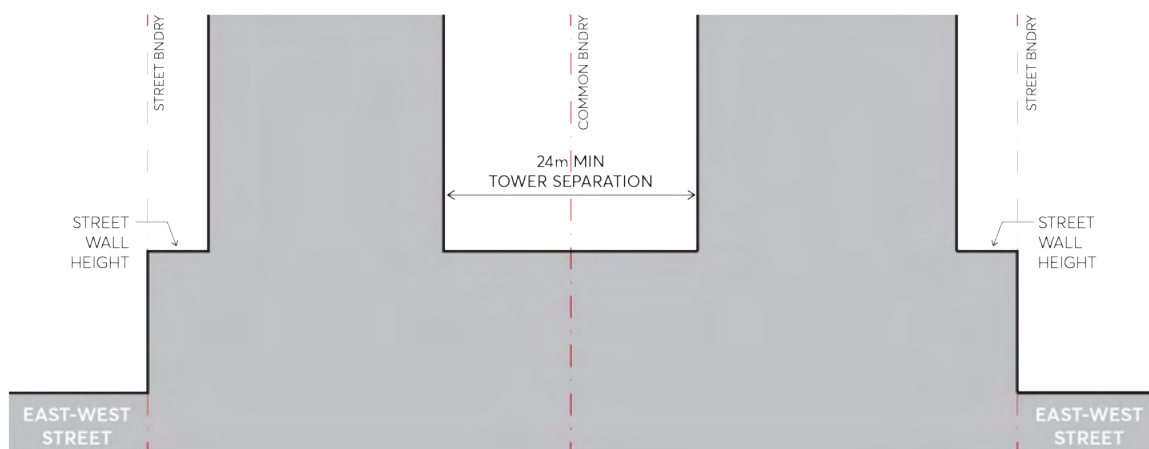 STREET BNDRY
COMMON BNDRY
STREET BNDRY
24m MIN
TOWER SEPARATION
STREET
WALL
HEIGHT
STREET
WALL
HEIGHT
EAST-WEST
STREET
EAST-WEST
STREET